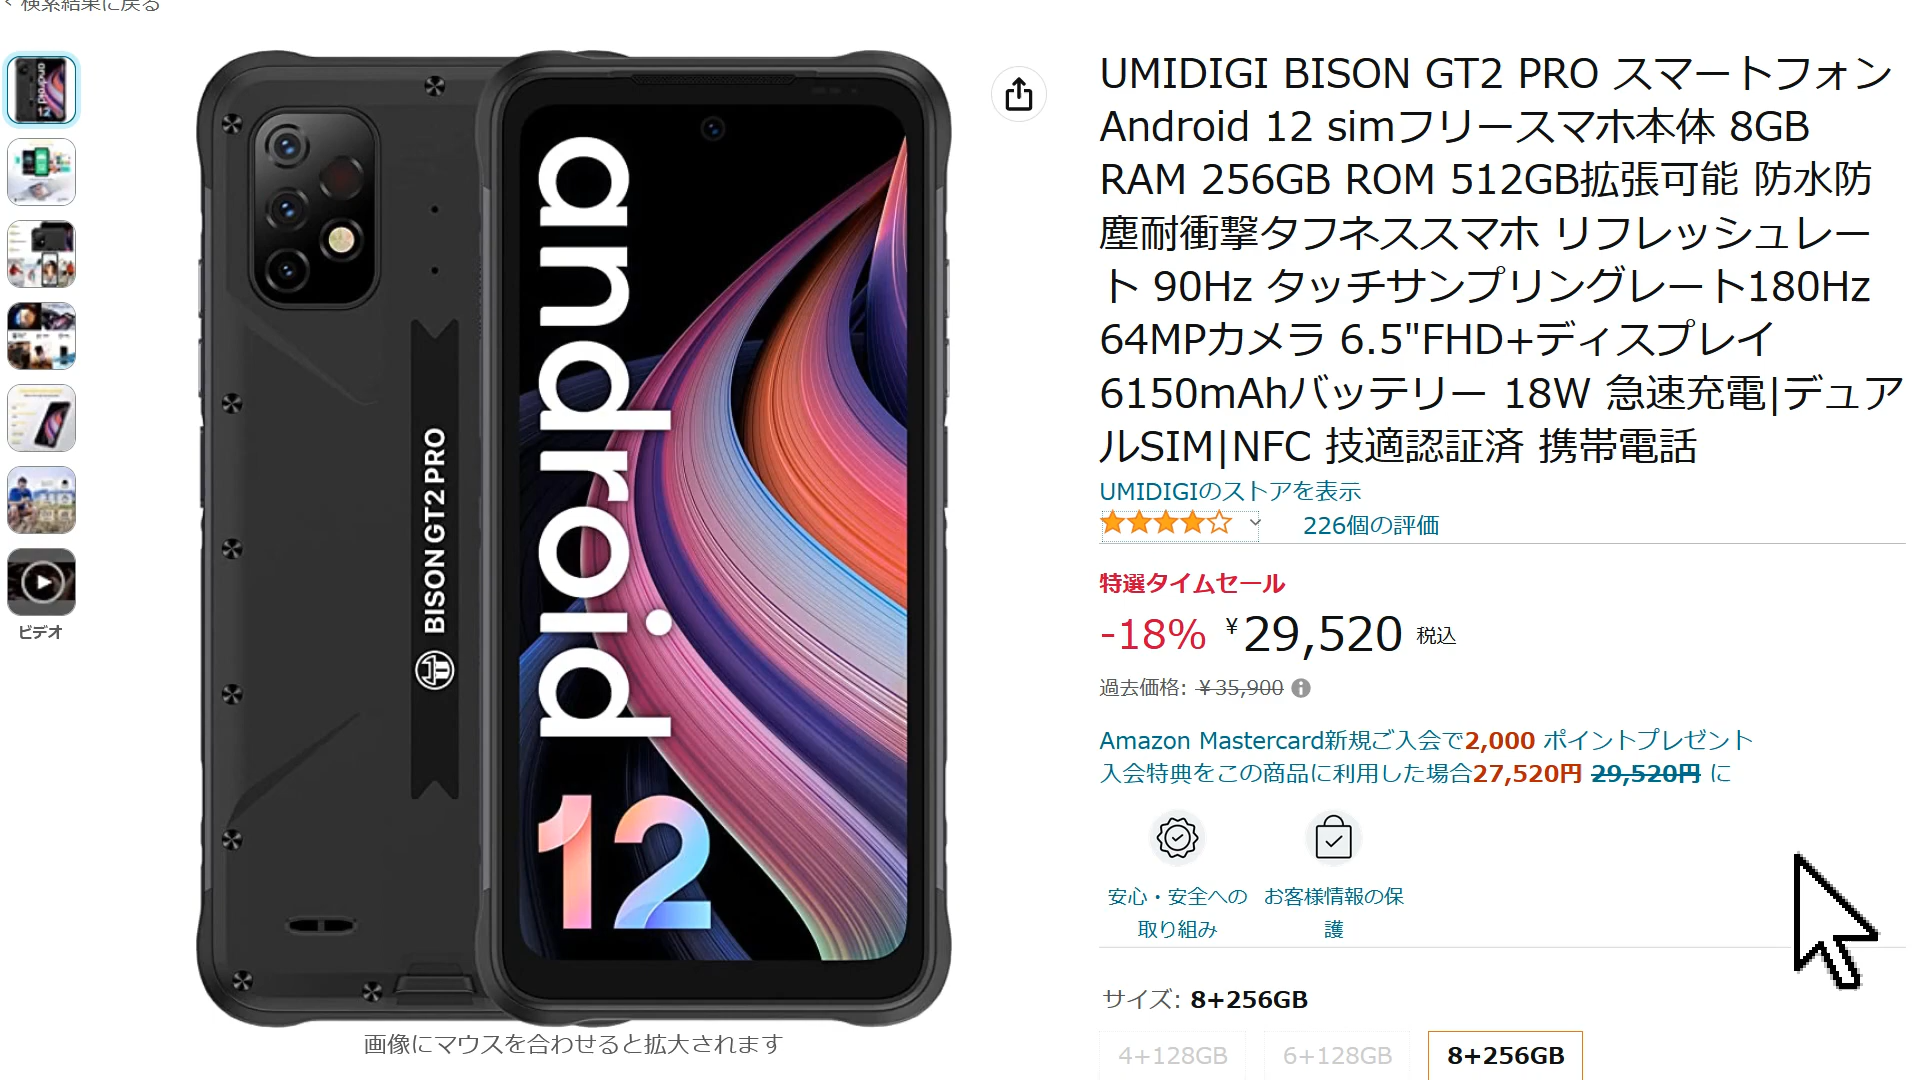 検索結果に戻る
UMIDIGI BISON GT2 PRO スマートフォン
Android 12 simフリースマホ本体 8GB
RAM 256GB ROM 512GB拡張可能 防水防
塵耐衝撃タフネススマホ リフレッシュレー
ト 90Hz タッチサンプリングレート180Hz
64MPカメラ 6.5"FHD+ディスプレイ
6150mAhバッテリー 18W 急速充電|デュア
ルSIM|NFC 技適認証済 携帯電話
UMIDIGIのストアを表示
226個の評価
特選タイムセール
-18% ¥29,520 税込
過去価格: ¥35,900
Amazon Mastercard新規ご入会で2,000 ポイントプレゼント
入会特典をこの商品に利用した場合27,520円 29,520円 に
安心・安全への
取り組み
お客様情報の保
護
サイズ: 8+256GB
4+128GB
6+128GB
8+256GB
android
12
BISON GT2 PRO
ビデオ
画像にマウスを合わせると拡大されます